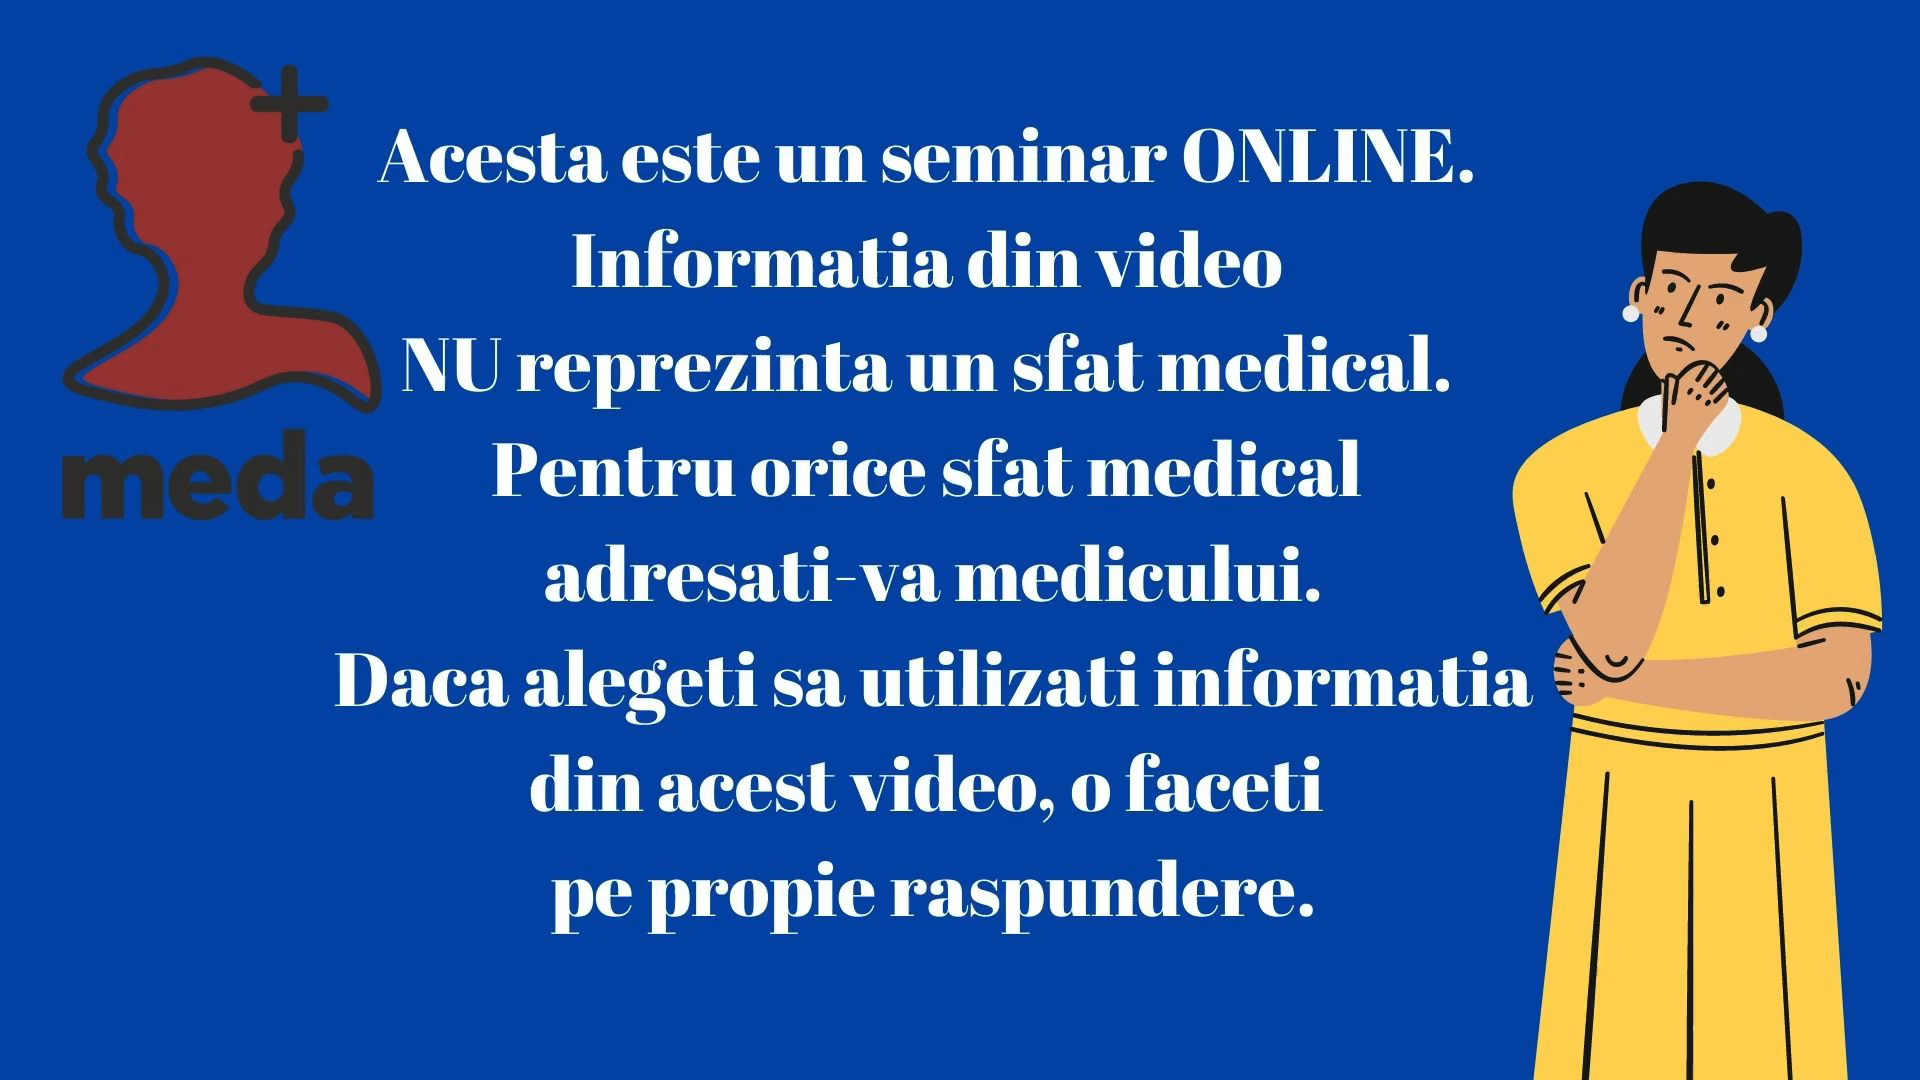 meda
Acesta este un seminar ONLINE.
Informatia din video
NU reprezinta un sfat medical.
Pentru orice sfat medical
adresati-va medicului.
Daca alegeti sa utilizati informatia
din acest video, o faceti
pe propie raspundere.